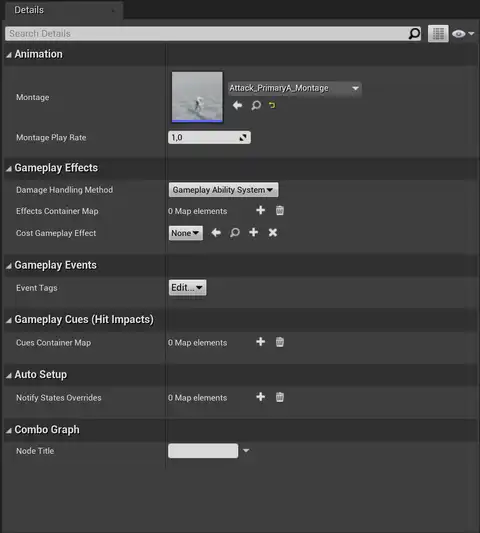 Details
Search Details
Animation
Montage
Attack_PrimaryA_Montage
Montage Play Rate
1,0
Gameplay Effects
Damage Handling Method
Gameplay Ability System
Effects Container Map
0 Map elements
Cost Gameplay Effect
None
Gameplay Events
Event Tags
Edit...
Gameplay Cues (Hit Impacts)
Cues Container Map
0 Map elements
Auto Setup
Notify States Overrides
0 Map elements
Combo Graph
Node Title